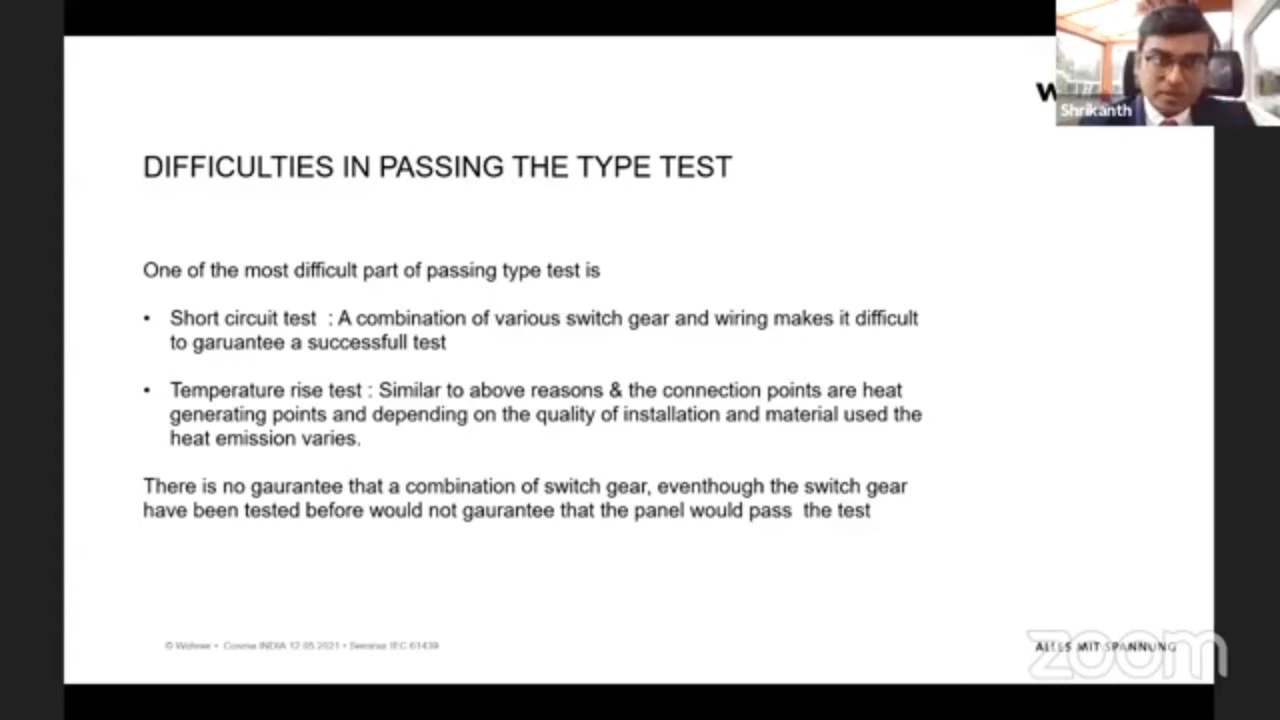 W
Shrikanth
DIFFICULTIES IN PASSING THE TYPE TEST
One of the most difficult part of passing type test is
• Short circuit test : A combination of various switch gear and wiring makes it difficult
to garuantee a successfull test
• Temperature rise test : Similar to above reasons & the connection points are heat
generating points and depending on the quality of installation and material used the
heat emission varies.
There is no gaurantee that a combination of switch gear, eventhough the switch gear
have been tested before would not gaurantee that the panel would pass the test
© Wohner • Cosma INDIA 12.05.2021 • Seminar IEC 61439
ALLES MIT SPANNUNG
zoom